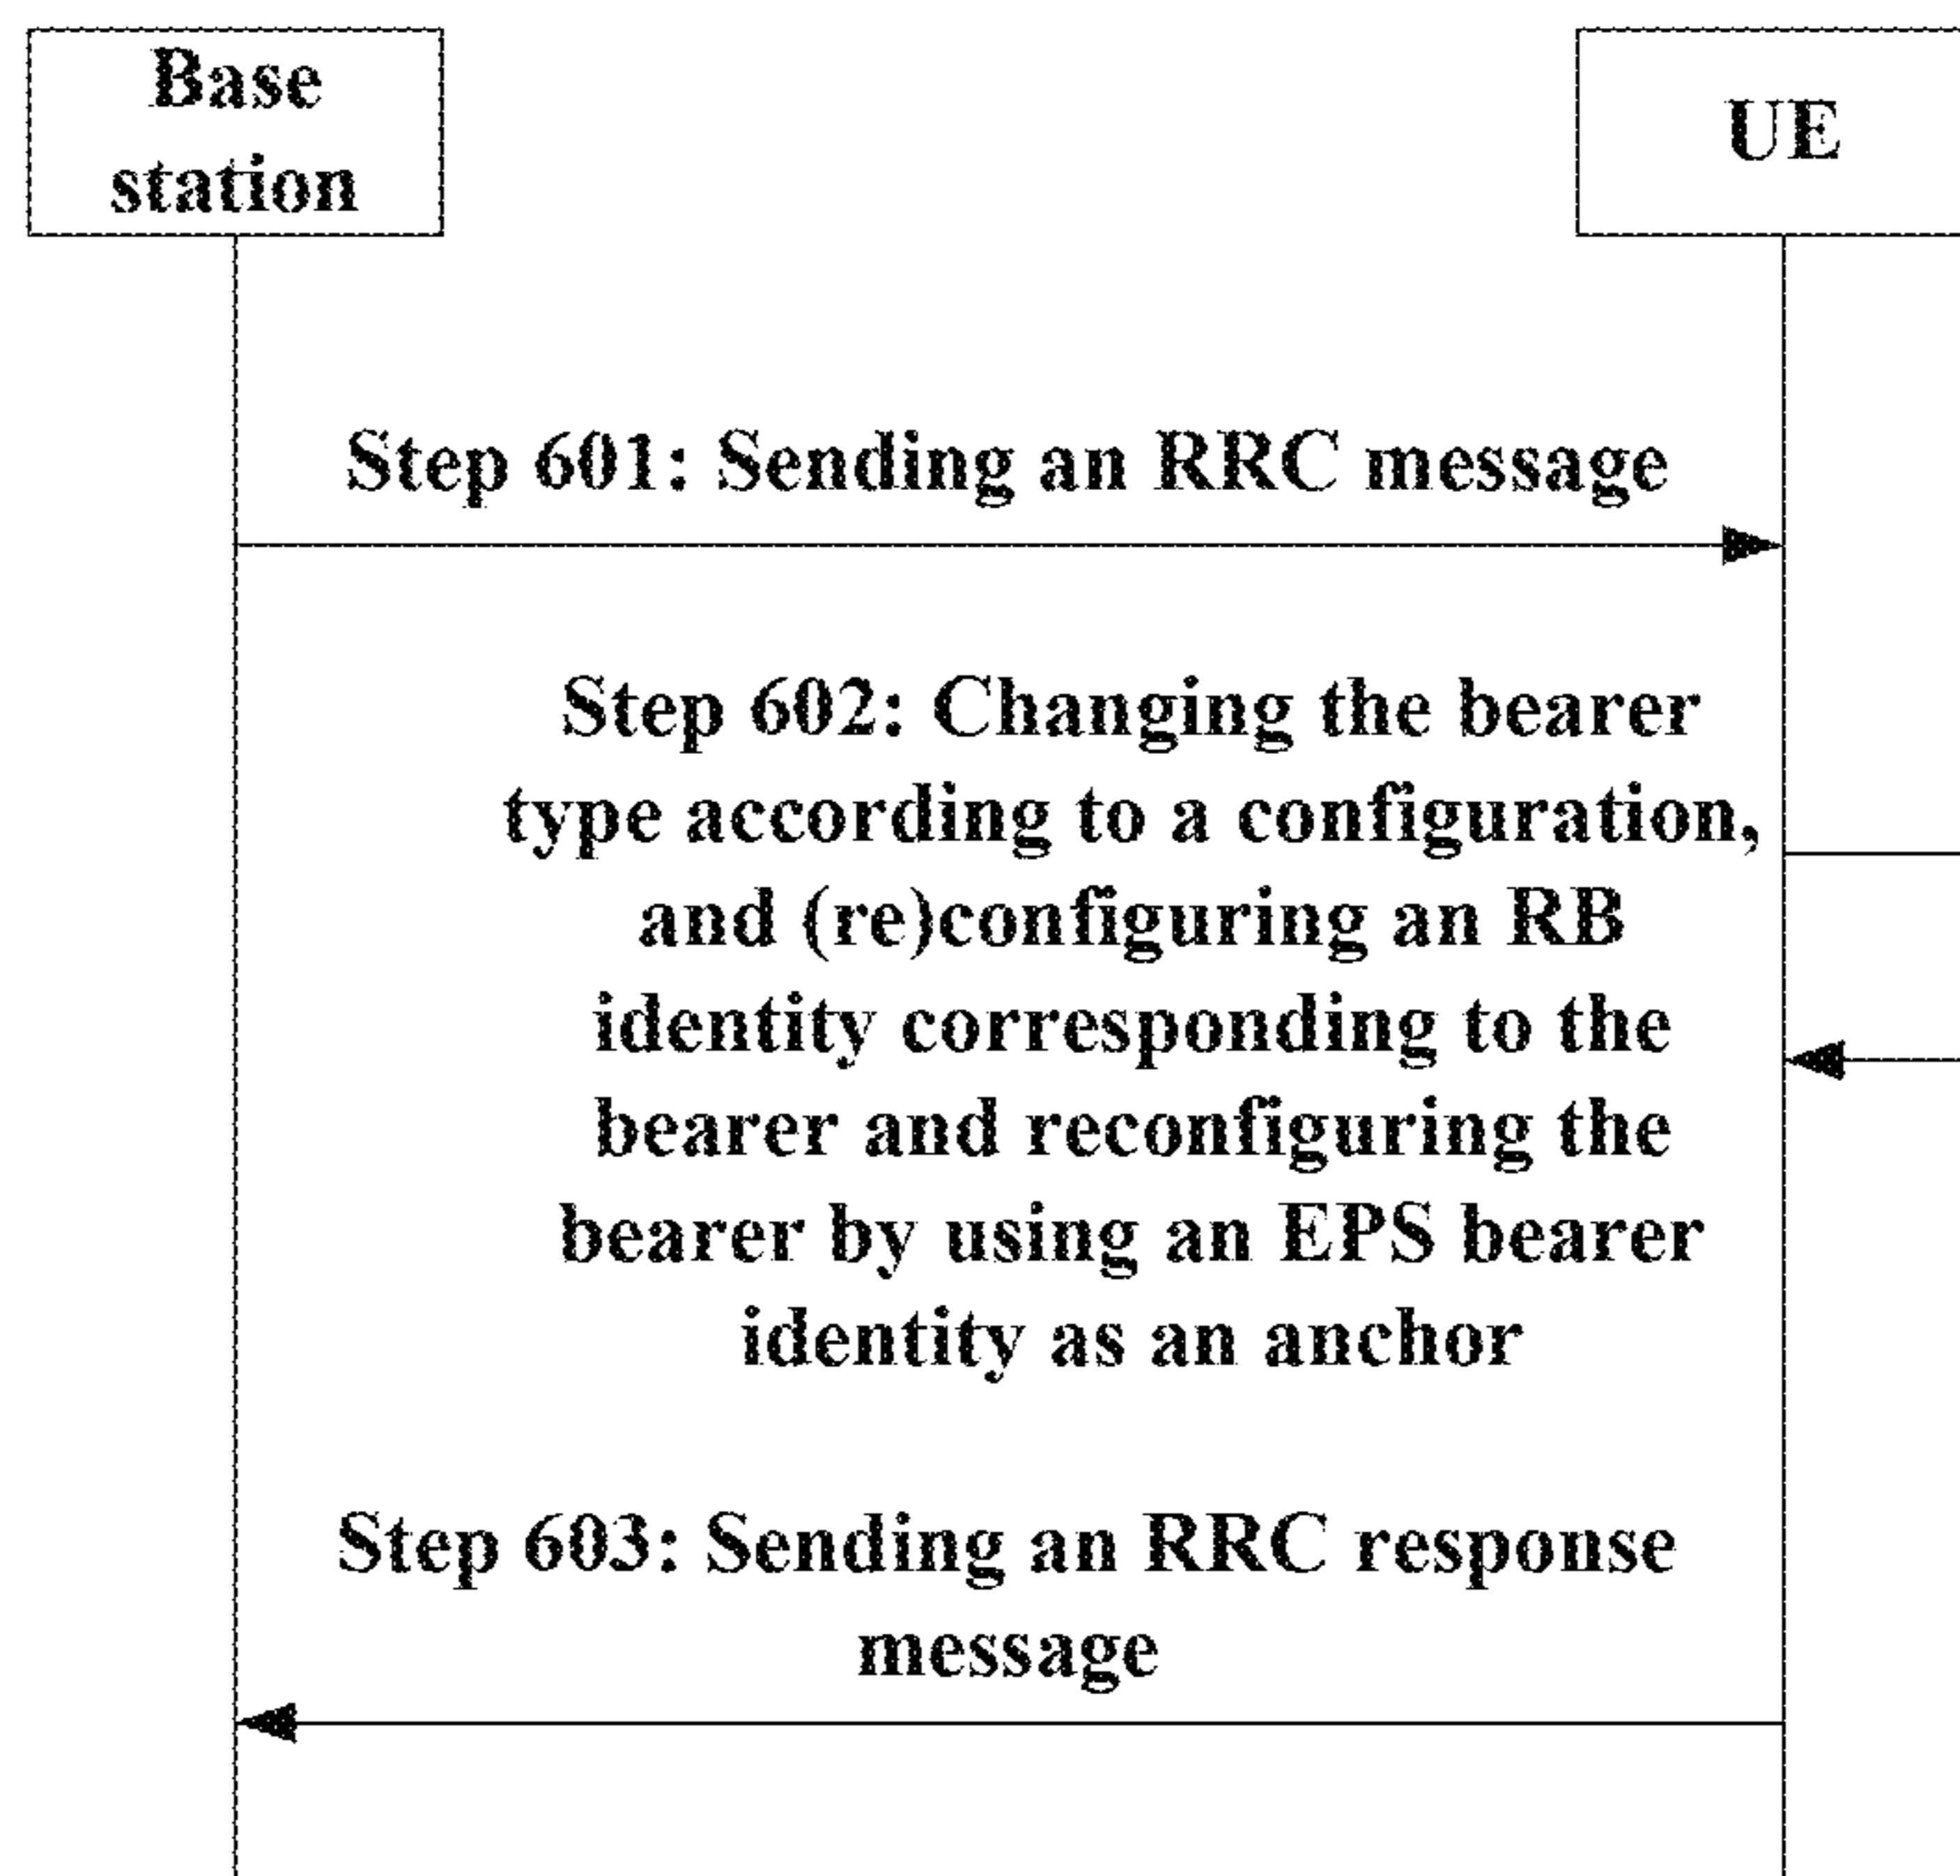 Base
station
UE
Step 601: Sending an RRC message
Step 602: Changing the bearer
type according to a configuration,
and (re)configuring an RB
identity corresponding to the
bearer and reconfiguring the
bearer by using an EPS bearer
identity as an anchor
Step 603: Sending an RRC response
message